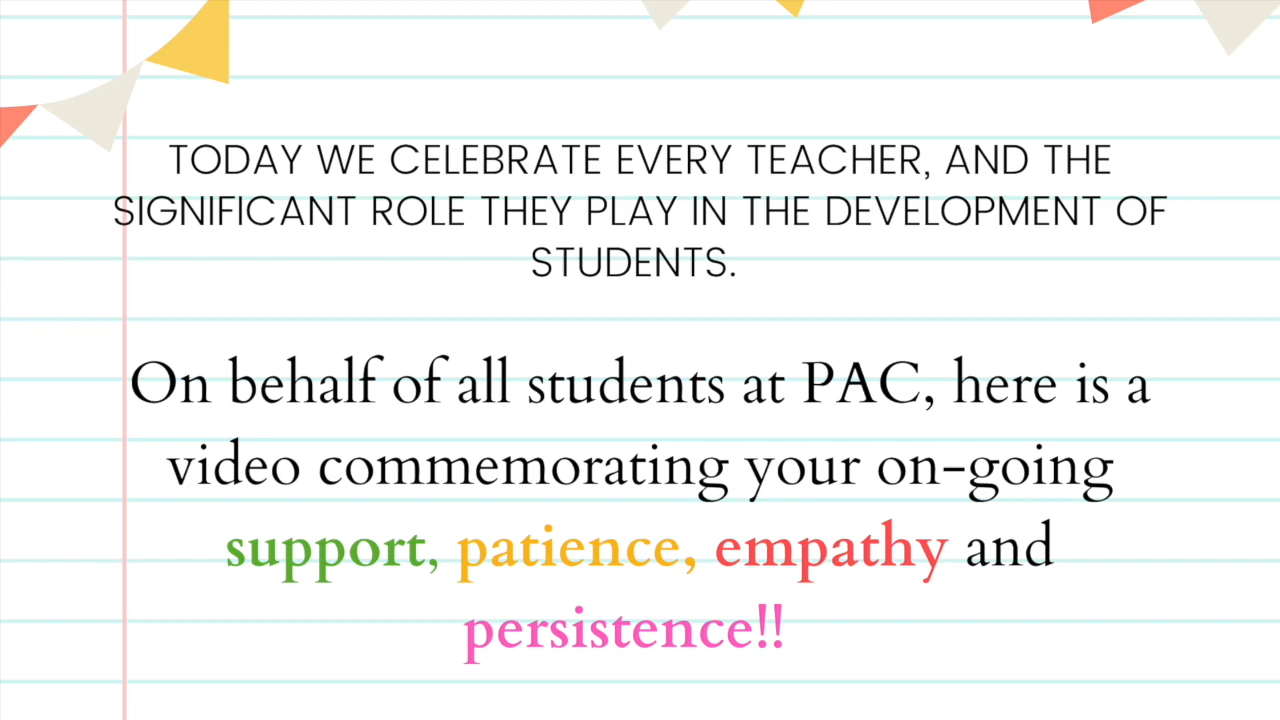 TODAY WE CELEBRATE EVERY TEACHER, AND THE
SIGNIFICANT ROLE THEY PLAY IN THE DEVELOPMENT OF
STUDENTS.
On behalf of all students at PAC, here is a
video commemorating your on-going
support, patience, empathy and
persistence!!